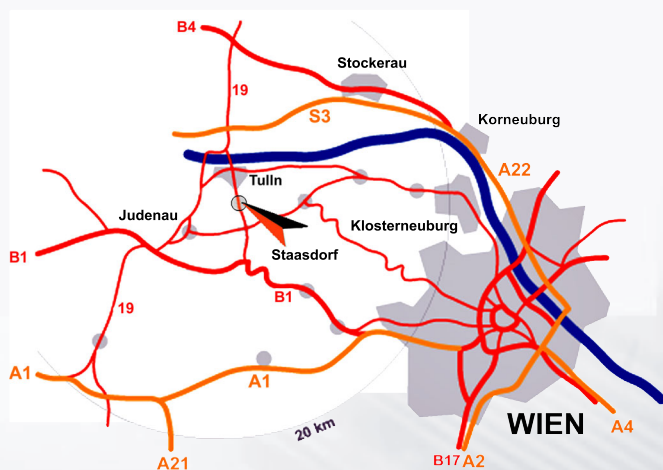 B4
Stockerau
19
S3
Korneuburg
A22
Tulln
Judenau
Klosterneuburg
Staasdorf
B1
B1
19
A1
A1
WIEN
20 km
A4
A21
B17
A2